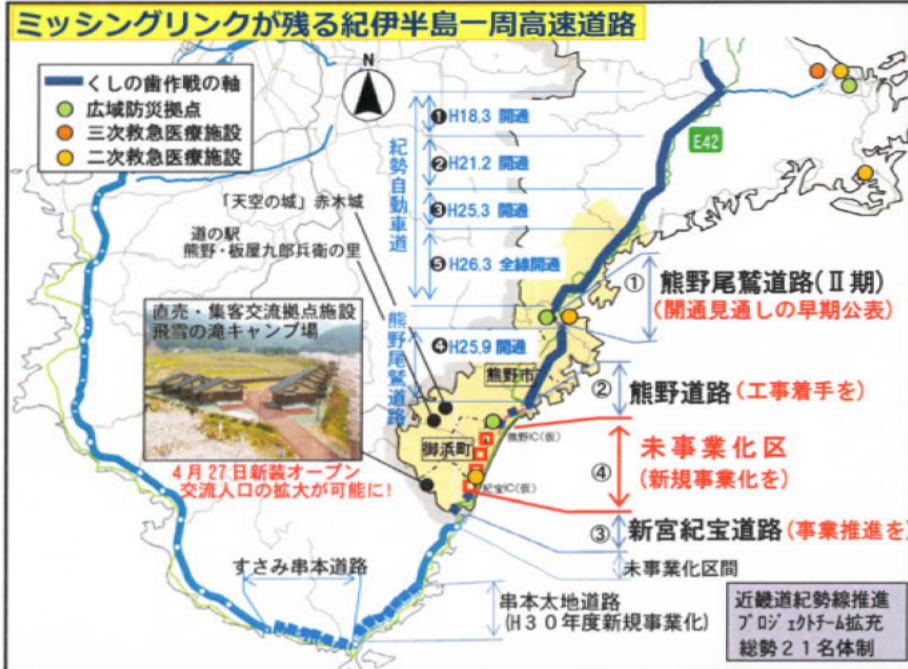 ミッシングリンクが残る紀伊半島一周高速道路
くしの歯作戦の軸
広域防災拠点
三次救急医療施設
二次救急医療施設
N
紀勢自動車道
❶H18.3 開通
❷H21.2 開通
❸H25.3 開通
❺H26.3 全線開通
熊野尾鷲道路
❹H25.9 開通
E42
「天空の城」赤木城
道の駅
熊野・板屋九郎兵衛の里
直売・集客交流拠点施設
飛雪の滝キャンプ場
4月27日新装オープン
交流人口の拡大が可能に!
熊野市
御浜町
熊野IC(仮)
紀宝IC(仮)
① 熊野尾鷲道路(Ⅱ期)
(開通見通しの早期公表)
② 熊野道路(工事着手を)
④ 未事業化区
(新規事業化を)
③ 新宮紀宝道路(事業推進を)
未事業化区間
すさみ串本道路
串本太地道路
(H30年度新規事業化)
近畿道紀勢線推進
プロジェクトチーム拡充
総勢21名体制